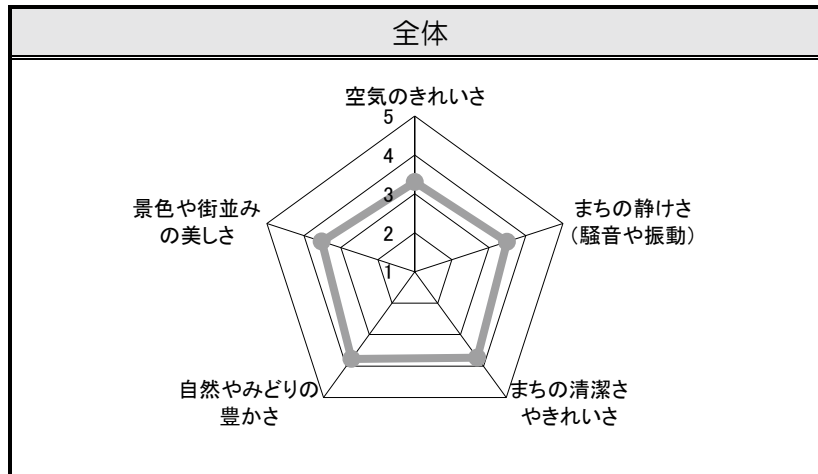 全体
空気のきれいさ
5
4
3
2
1
まちの静けさ
（騒音や振動）
まちの清潔さ
やきれいさ
自然やみどりの
豊かさ
景色や街並み
の美しさ